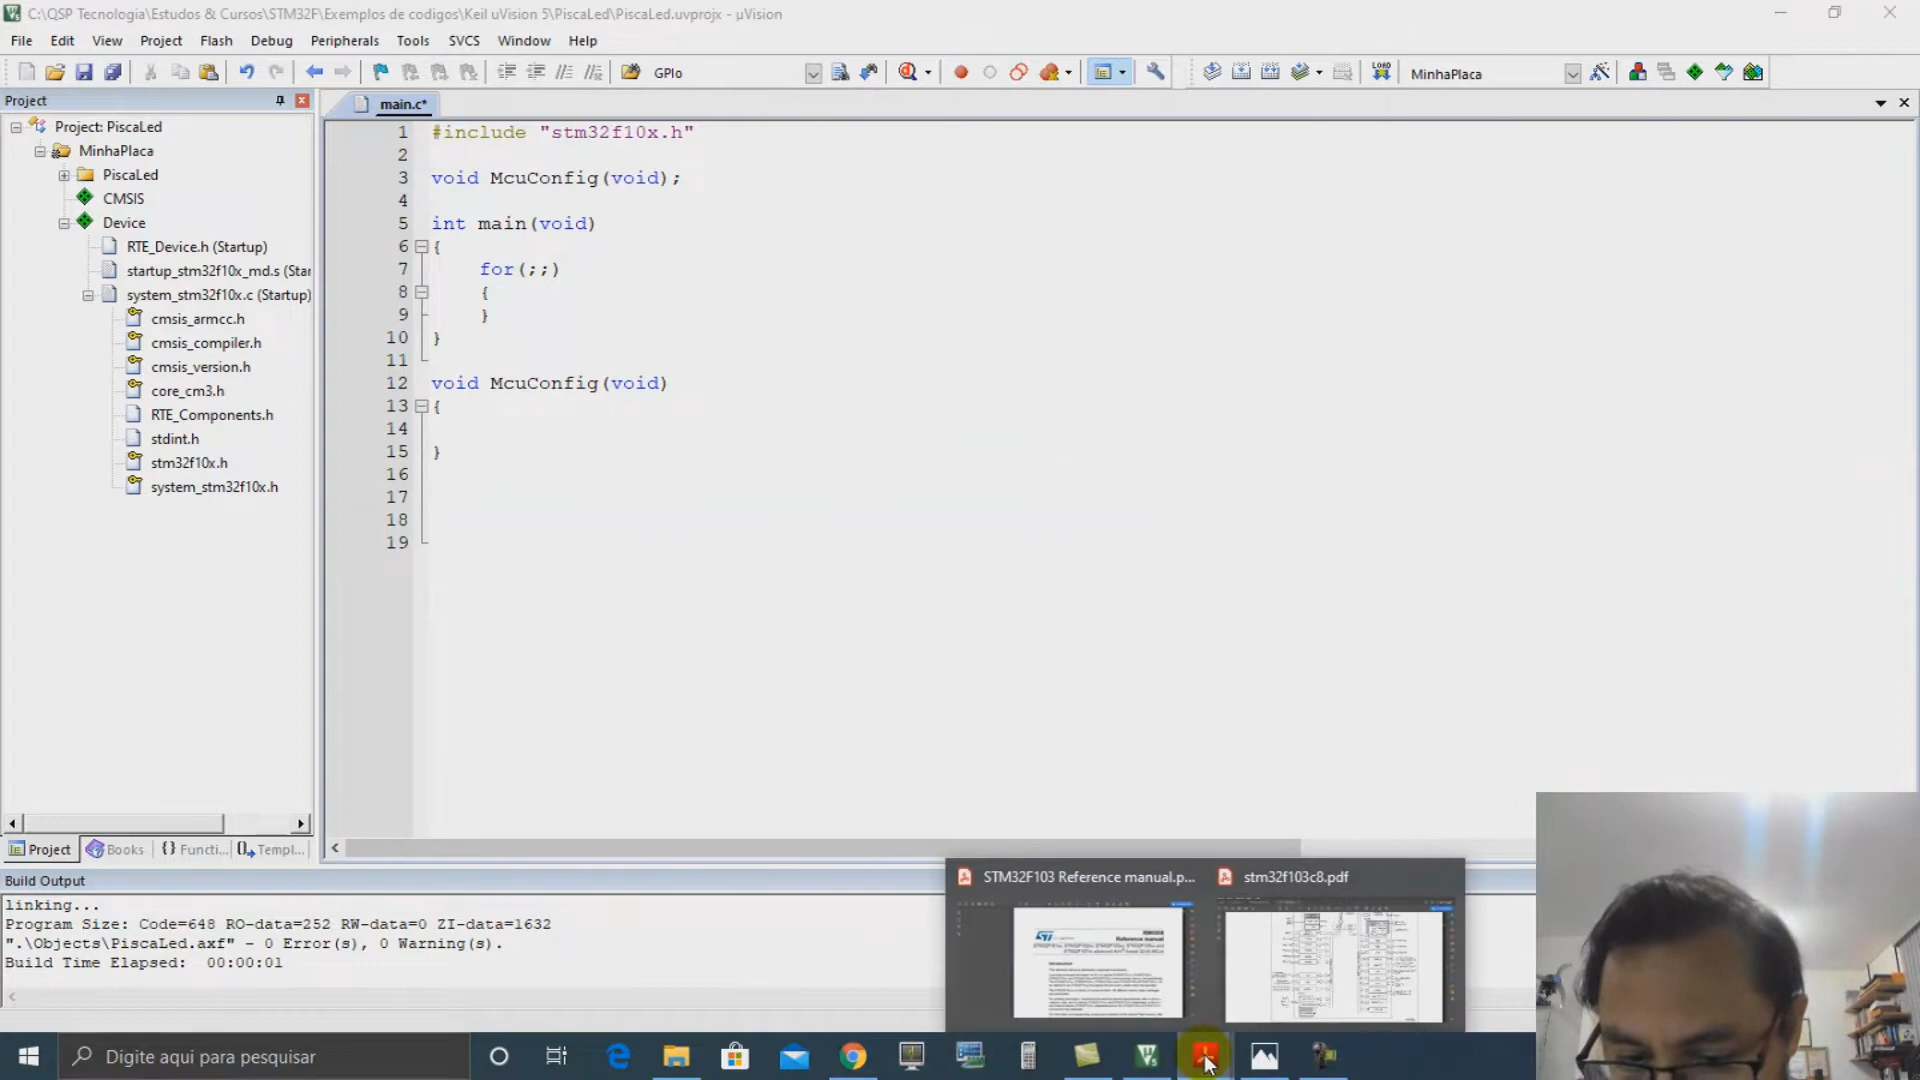 C:\QSP Tecnologia\Estudos & Cursos\STM32F\Exemplos de codigos\Keil uVision 5\PiscaLed\PiscaLed.uvprojx - µVision
File Edit View Project Flash Debug Peripherals Tools SVCS Window Help
GPIo
LOAD
MinhaPlaca
Project
main.c*
Project: PiscaLed
MinhaPlaca
PiscaLed
CMSIS
Device
RTE_Device.h (Startup)
startup_stm32f10x_md.s (Star
system_stm32f10x.c (Startup)
cmsis_armcc.h
cmsis_compiler.h
cmsis_version.h
core_cm3.h
RTE_Components.h
stdint.h
stm32f10x.h
system_stm32f10x.h
1 #include "stm32f10x.h"
2
3 void McuConfig(void);
4
5 int main(void)
6 {
7 for(;;)
8 {
9 }
10 }
11
12 void McuConfig(void)
13 {
14
15 }
16
17
18
19
Project Books {} Functi... Templ...
Build Output
linking...
Program Size: Code=648 RO-data=252 RW-data=0 ZI-data=1632
".\Objects\PiscaLed.axf" - 0 Error(s), 0 Warning(s).
Build Time Elapsed: 00:00:01
STM32F103 Reference manual.p...
stm32f103c8.pdf
Reference manual
Digite aqui para pesquisar